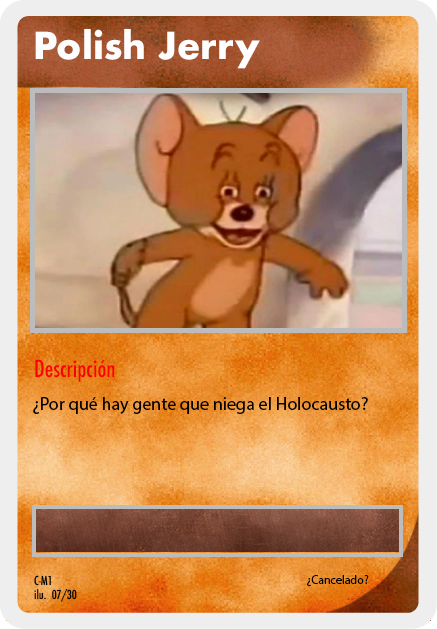 Polish Jerry
Descripción
¿Por qué hay gente que niega el Holocausto?
C-M1
¿Cancelado?
ilu. 07/30